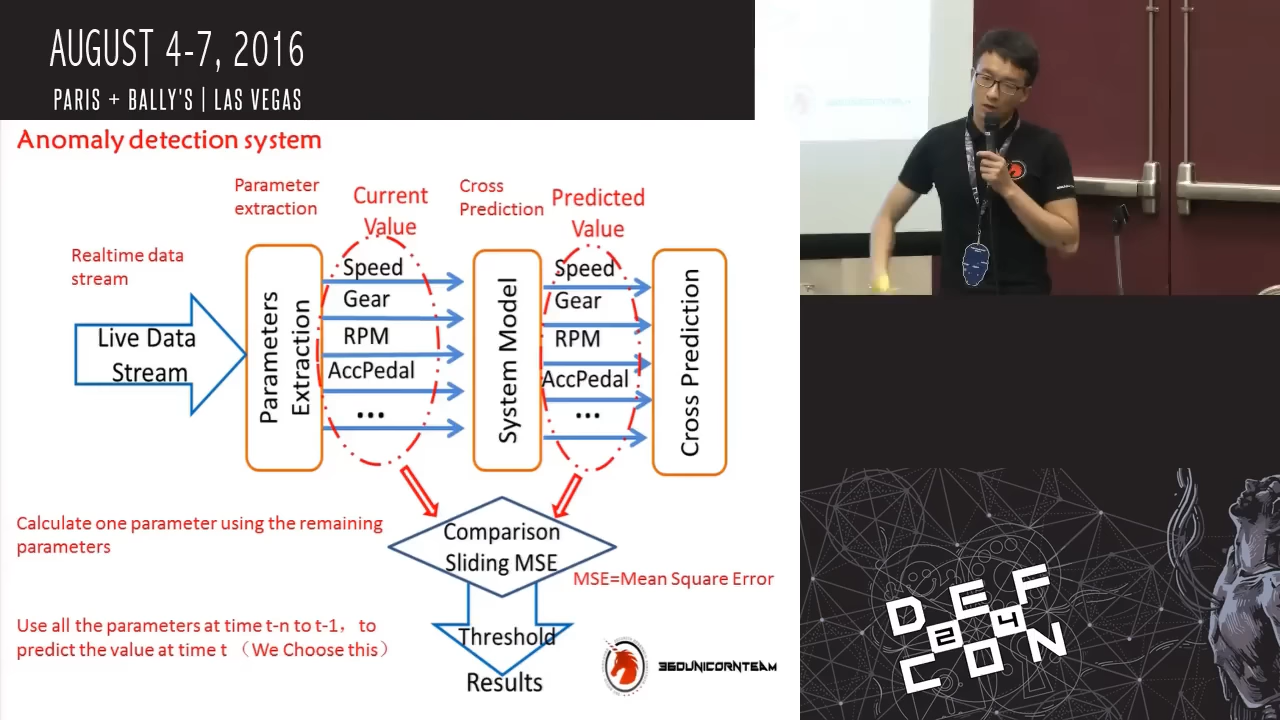 AUGUST 4-7, 2016
PARIS + BALLY'S | LAS VEGAS
Anomaly detection system
Parameter
extraction
Current
Value
Cross
Prediction
Predicted
Value
Realtime data
stream
Live Data
Stream
Parameters
Extraction
Speed
Gear
RPM
AccPedal
...
System Model
Speed
Gear
RPM
AccPedal
...
Cross Prediction
Calculate one parameter using the remaining
parameters
Comparison
Sliding MSE
MSE=Mean Square Error
Use all the parameters at time t-n to t-1，to
predict the value at time t （We Choose this）
Threshold
Results
360UNICORNTEAM
DEF
24
CON